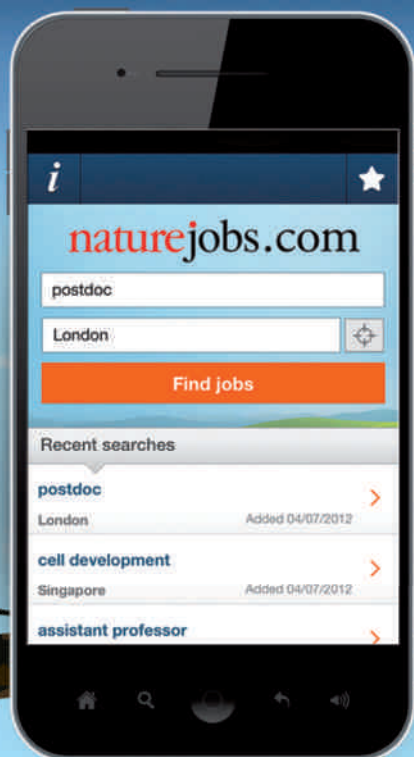 i
naturejobs.com
postdoc
London
Find jobs
Recent searches
postdoc
London Added 04/07/2012
cell development
Singapore Added 04/07/2012
assistant professor